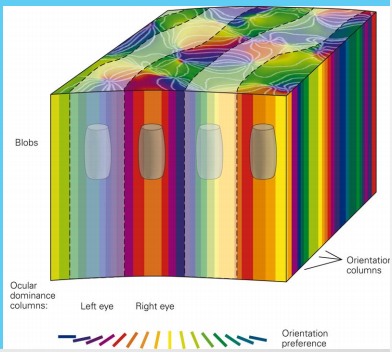 Blobs
Orientation
columns
Ocular
dominance
columns:
Left eye
Right eye
Orientation
preference